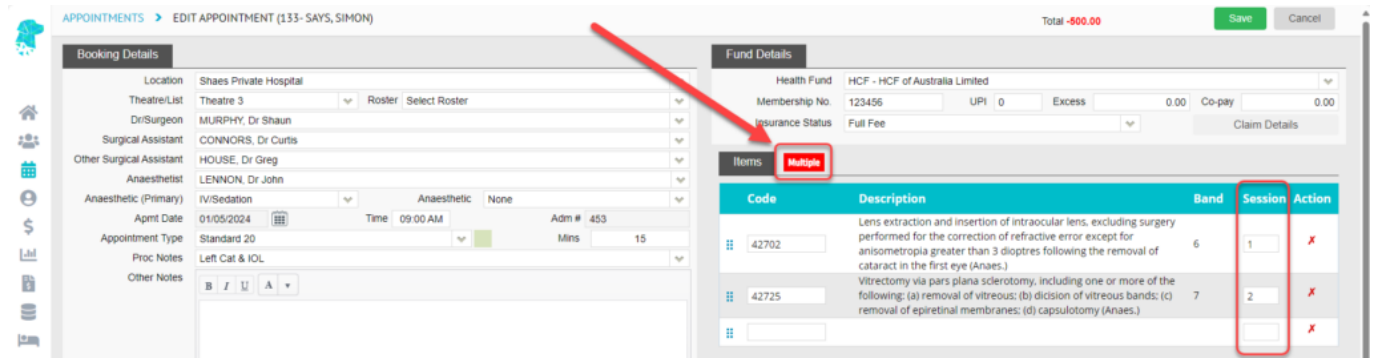 APPOINTMENTS > EDIT APPOINTMENT (133- SAYS, SIMON)
Total -500.00
Save
Cancel
Booking Details
Location Shaes Private Hospital
Theatre/List Theatre 3 Roster Select Roster
Dr/Surgeon MURPHY, Dr Shaun
Surgical Assistant CONNORS, Dr Curtis
Other Surgical Assistant HOUSE, Dr Greg
Anaesthetist LENNON, Dr John
Anaesthetic (Primary) IV/Sedation Anaesthetic None
Apmt Date 01/05/2024 Time 09:00 AM Adm # 453
Appointment Type Standard 20 Mins 15
Proc Notes Left Cat & IOL
Other Notes
B I U A
Fund Details
Health Fund HCF - HCF of Australia Limited
Membership No. 123456 UPI 0 Excess 0.00 Co-pay 0.00
Insurance Status Full Fee Claim Details
Items Multiple
Code Description Band Session Action
Lens extraction and insertion of intraocular lens, excluding surgery
performed for the correction of refractive error except for
42702 anisometropia greater than 3 dioptres following the removal of 6 1 x
cataract in the first eye (Anaes.)
Vitrectomy via pars plana sclerotomy, including one or more of the
42725 following: (a) removal of vitreous; (b) dicision of vitreous bands; (c) 7 2 x
removal of epiretinal membranes; (d) capsulotomy (Anaes.)
x